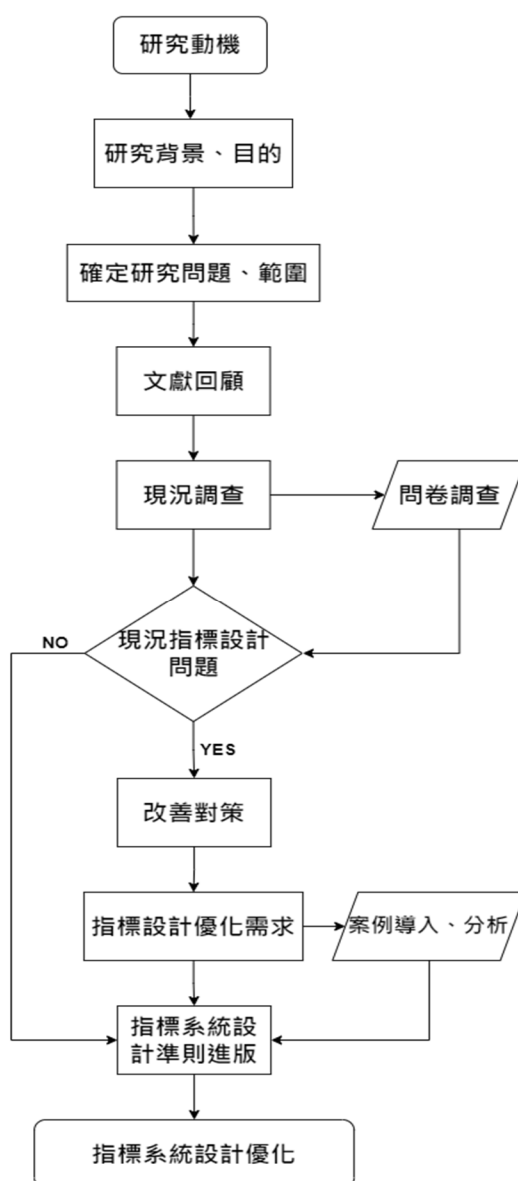 研究動機
研究背景、目的
確定研究問題、範圍
文獻回顧
現況調查
問卷調查
NO
現況指標設計
問題
YES
改善對策
指標設計優化需求
案例導入、分析
指標系統設
計準則進版
指標系統設計優化